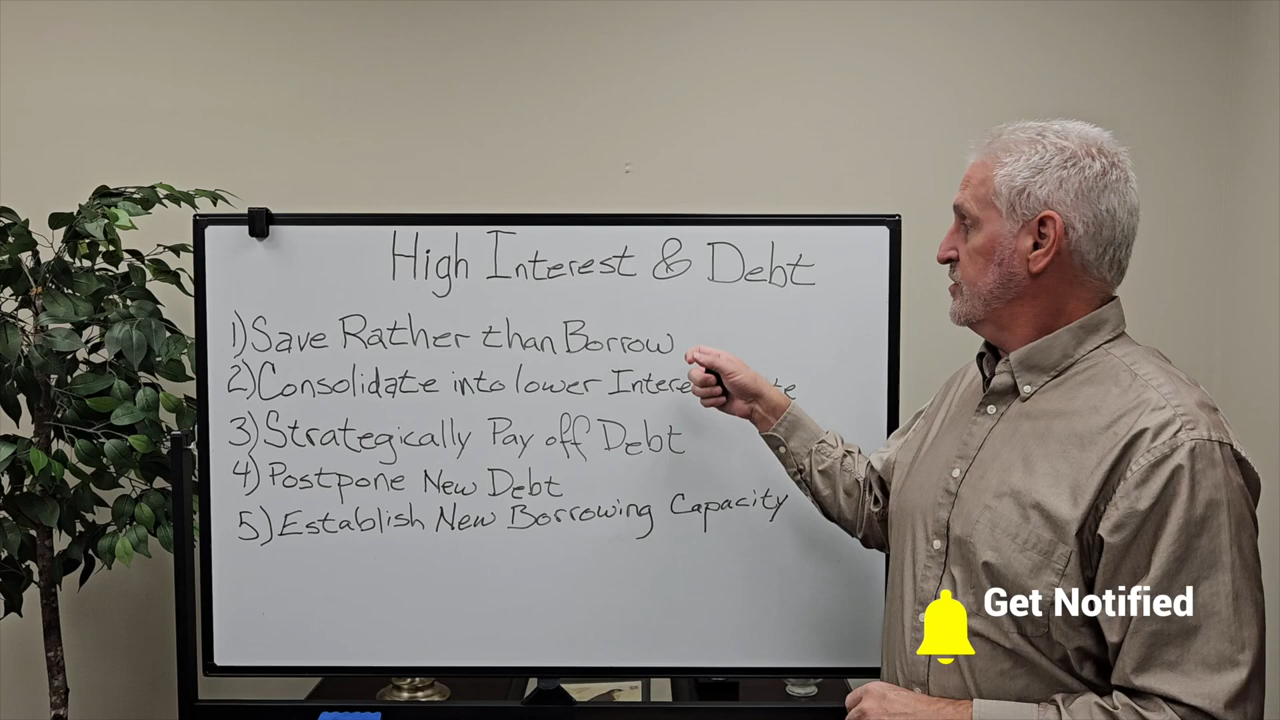 High Interest & Debt
1) Save Rather than Borrow
2) Consolidate into lower
3) Strategically Pay off Debt
4) Postpone New Debt
5) Establish New Borrowing Capacity
Get Notified